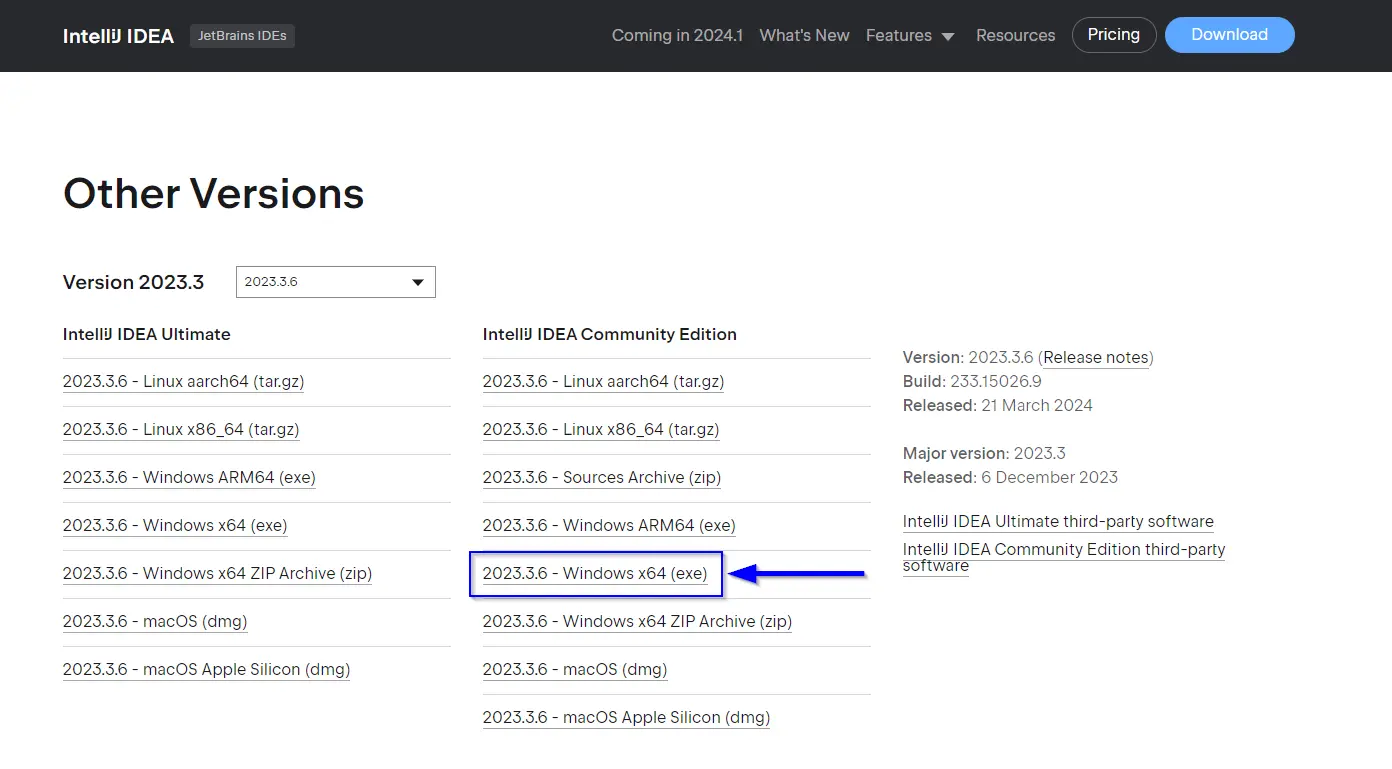 IntelliJ IDEA JetBrains IDEs Coming in 2024.1 What's New Features Resources Pricing Download
Other Versions
Version 2023.3 2023.3.6
IntelliJ IDEA Ultimate
2023.3.6 - Linux aarch64 (tar.gz)
2023.3.6 - Linux x86_64 (tar.gz)
2023.3.6 - Windows ARM64 (exe)
2023.3.6 - Windows x64 (exe)
2023.3.6 - Windows x64 ZIP Archive (zip)
2023.3.6 - macOS (dmg)
2023.3.6 - macOS Apple Silicon (dmg)
IntelliJ IDEA Community Edition
2023.3.6 - Linux aarch64 (tar.gz)
2023.3.6 - Linux x86_64 (tar.gz)
2023.3.6 - Sources Archive (zip)
2023.3.6 - Windows ARM64 (exe)
2023.3.6 - Windows x64 (exe)
2023.3.6 - Windows x64 ZIP Archive (zip)
2023.3.6 - macOS (dmg)
2023.3.6 - macOS Apple Silicon (dmg)
Version: 2023.3.6 (Release notes)
Build: 233.15026.9
Released: 21 March 2024
Major version: 2023.3
Released: 6 December 2023
IntelliJ IDEA Ultimate third-party software
IntelliJ IDEA Community Edition third-party
software